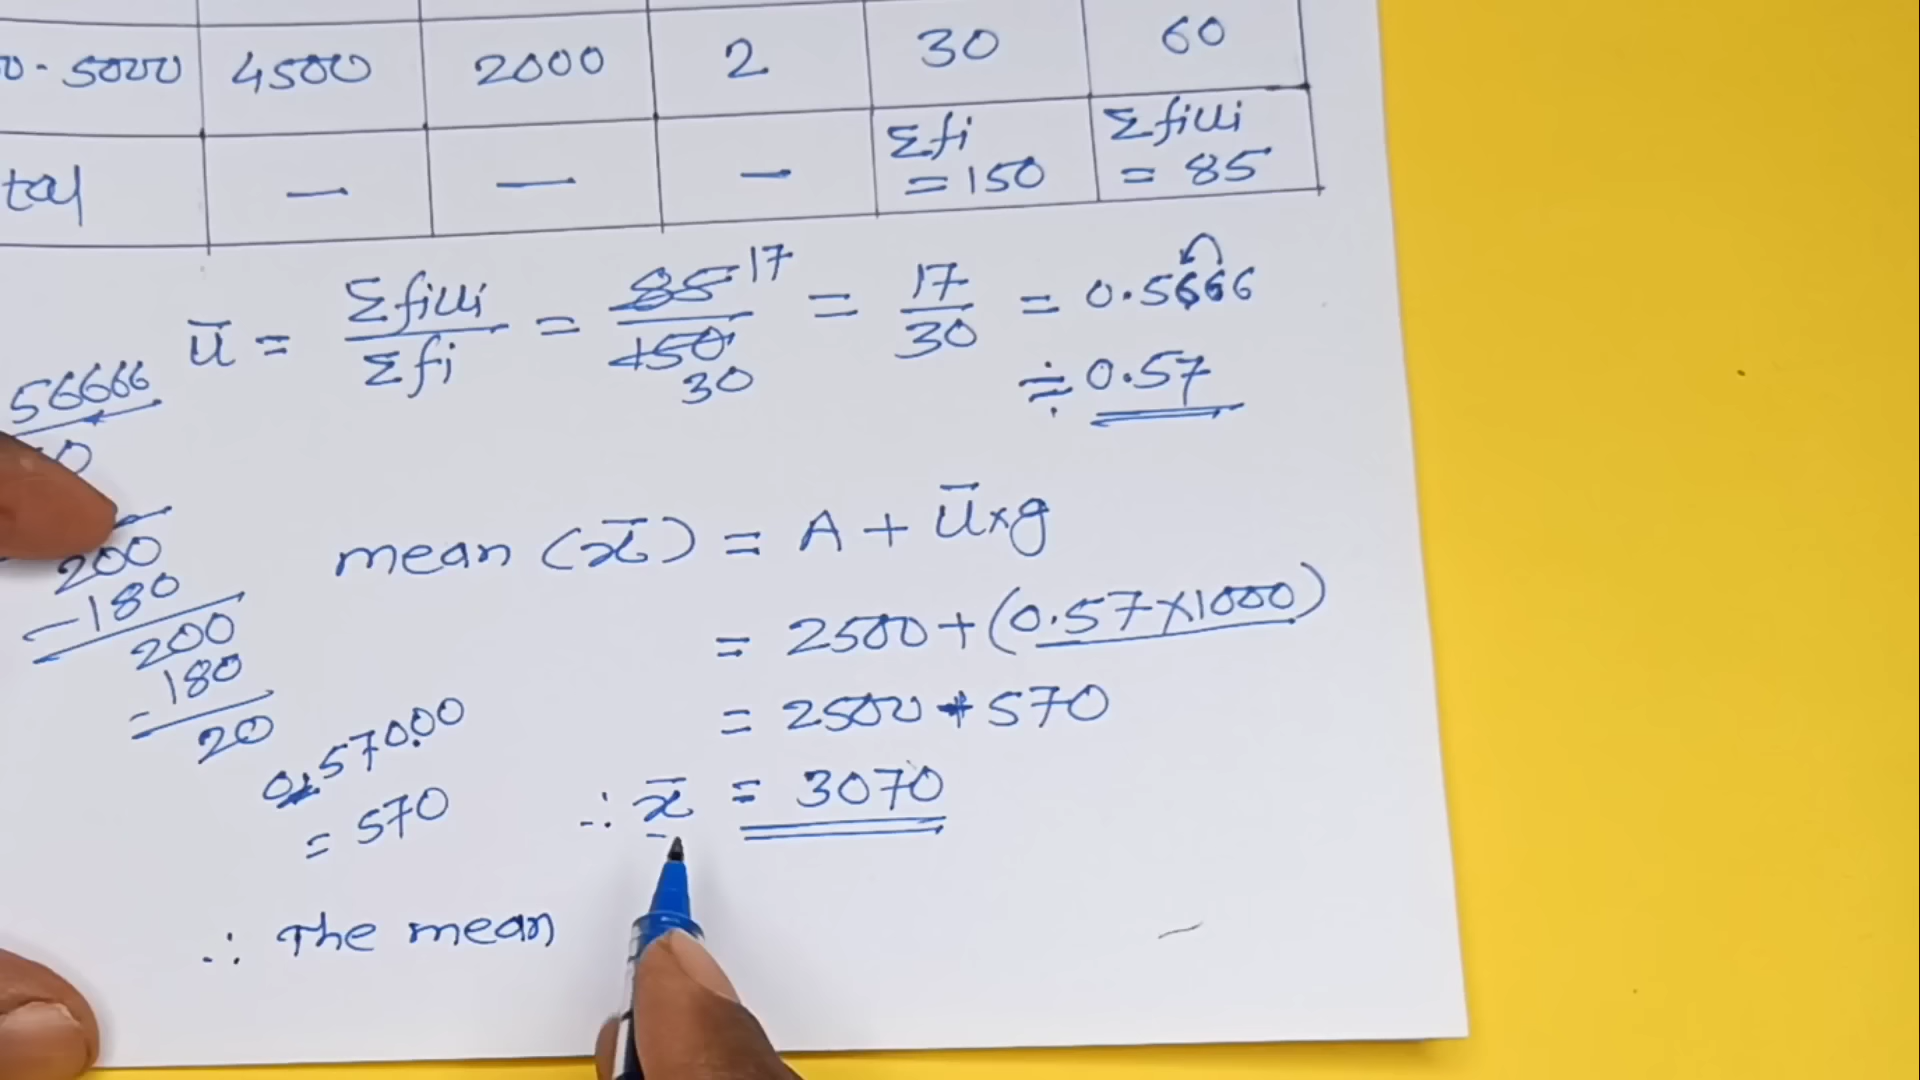 0-5000 4500 2000 2 30 60
tal — — — Σfi = 150 Σfiui = 85
ū = Σfiui / Σfi = 85 17 / 150 30 = 17/30 = 0.5666
≑ 0.57
56666
0
200
-180
200
-180
20
mean (x̄) = A + ū×g
= 2500 + (0.57×1000)
= 2500 + 570
0.57000
= 570
∴ x̄ = 3070
∴ The mean